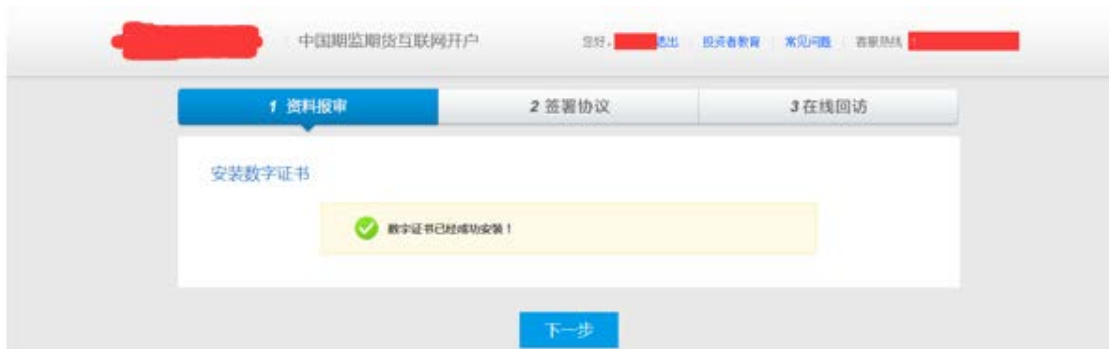 中国期监期货互联网开户 您好, 退出 投资者教育 常见问题 客服热线
1 资料报审 2 签署协议 3 在线回访
安装数字证书
数字证书已经成功安装！
下一步